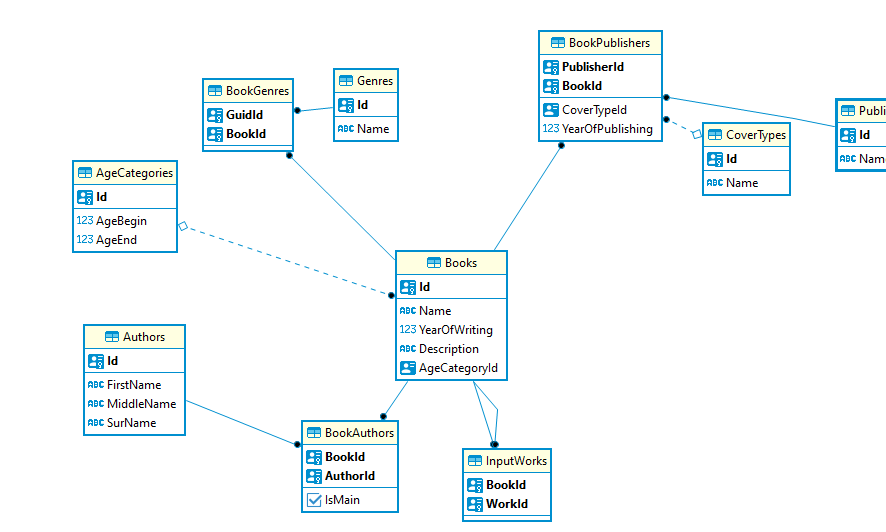 BookPublishers
PublisherId
BookId
ABC CoverTypeId
123 YearOfPublishing
BookGenres
GuidId
BookId
Genres
Id
ABC Name
Publi
Id
ABC Name
CoverTypes
Id
ABC Name
AgeCategories
Id
123 AgeBegin
123 AgeEnd
Books
Id
ABC Name
123 YearOfWriting
ABC Description
AgeCategoryId
Authors
Id
ABC FirstName
ABC MiddleName
ABC SurName
BookAuthors
BookId
AuthorId
IsMain
InputWorks
BookId
WorkId